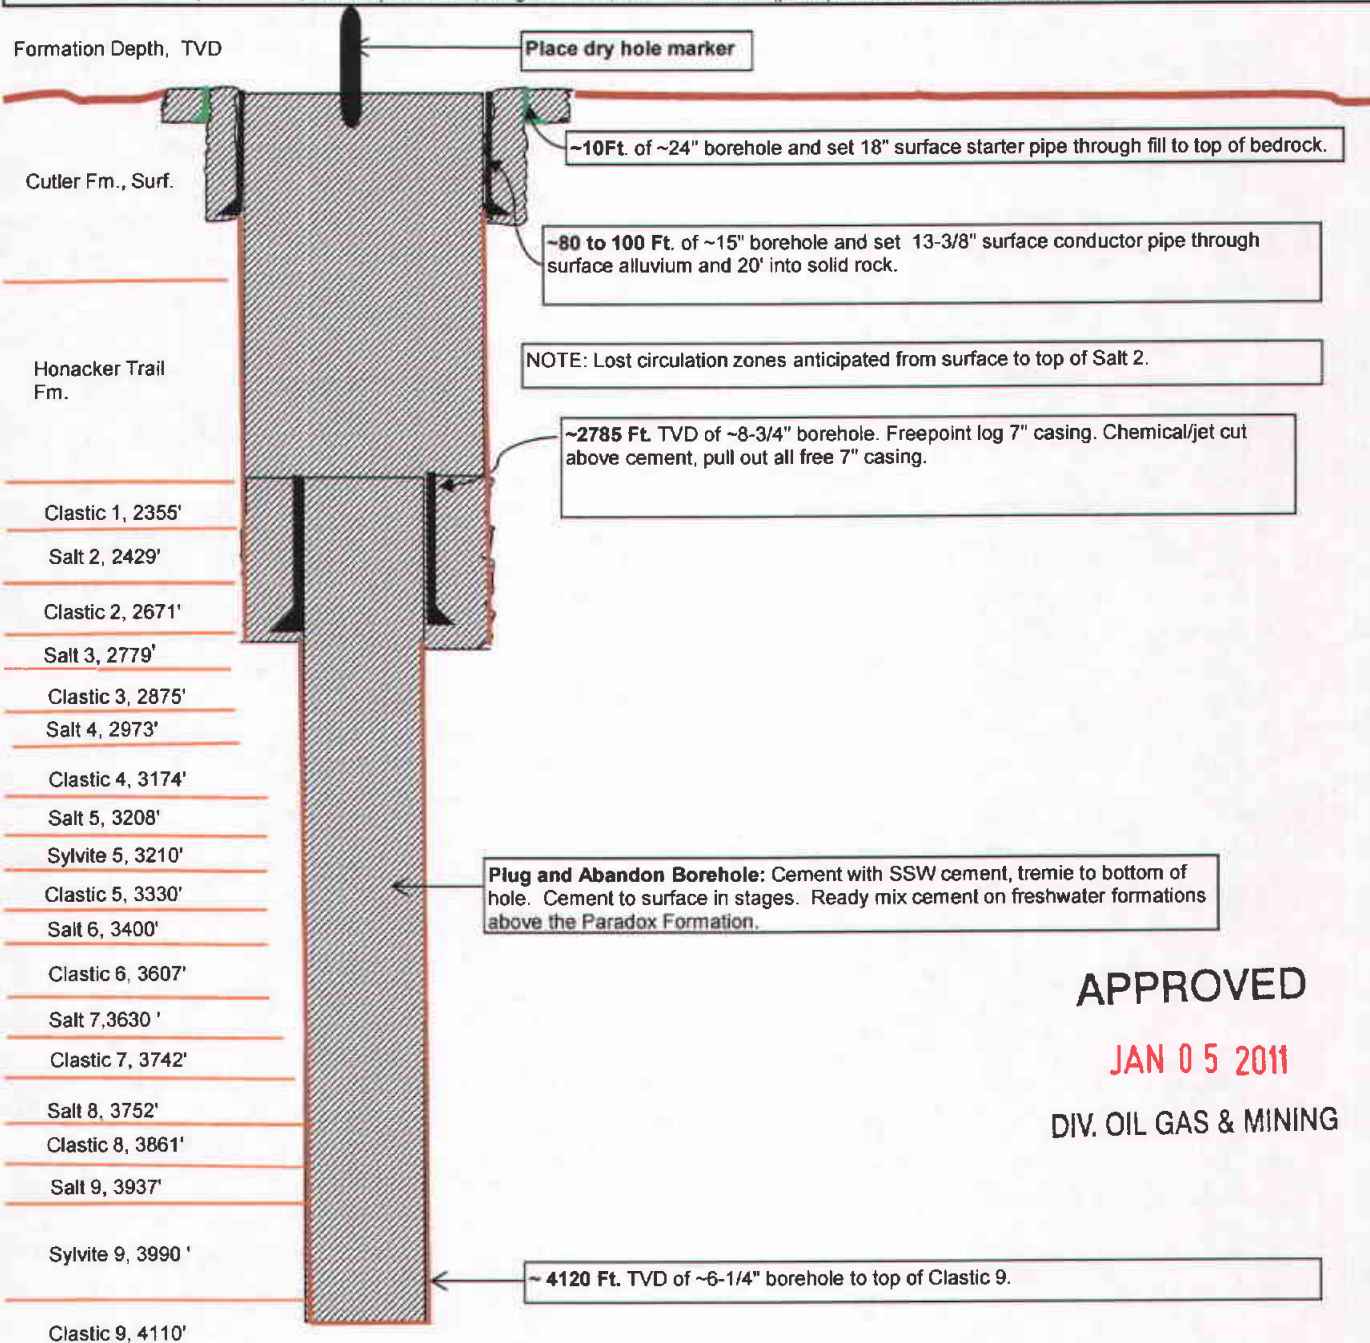 Formation Depth, TVD
Place dry hole marker
~10Ft. of ~24" borehole and set 18" surface starter pipe through fill to top of bedrock.
Cutler Fm., Surf.
~80 to 100 Ft. of ~15" borehole and set 13-3/8" surface conductor pipe through
surface alluvium and 20' into solid rock.
NOTE: Lost circulation zones anticipated from surface to top of Salt 2.
Honacker Trail
Fm.
~2785 Ft. TVD of ~8-3/4" borehole. Freepoint log 7" casing. Chemical/jet cut
above cement, pull out all free 7" casing.
Clastic 1, 2355'
Salt 2, 2429'
Clastic 2, 2671'
Salt 3, 2779'
Clastic 3, 2875'
Salt 4, 2973'
Clastic 4, 3174'
Salt 5, 3208'
Sylvite 5, 3210'
Clastic 5, 3330'
Salt 6, 3400'
Clastic 6, 3607'
Salt 7,3630 '
Clastic 7, 3742'
Salt 8, 3752'
Clastic 8, 3861'
Salt 9, 3937'
Sylvite 9, 3990 '
Clastic 9, 4110'
Plug and Abandon Borehole: Cement with SSW cement, tremie to bottom of
hole. Cement to surface in stages. Ready mix cement on freshwater formations
above the Paradox Formation.
APPROVED
JAN 05 2011
DIV. OIL GAS & MINING
~ 4120 Ft. TVD of ~6-1/4" borehole to top of Clastic 9.